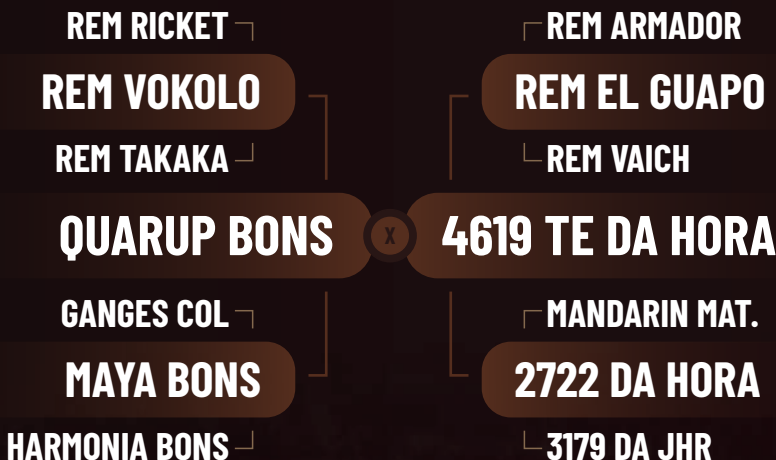 REM RICKET
REM ARMADOR
REM VOKOLO
REM EL GUAPO
REM TAKAKA
REM VAICH
QUARUP BONS
X
4619 TE DA HORA
GANGES COL
MANDARIN MAT.
MAYA BONS
2722 DA HORA
HARMONIA BONS
3179 DA JHR